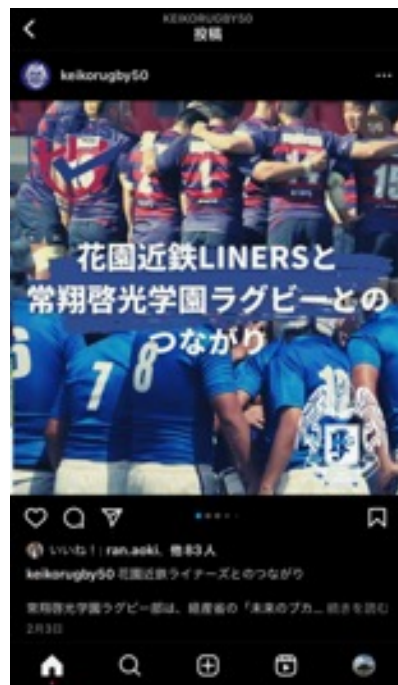 KEIKORUGBY50
投稿
keikorugby50
1/5
花園近鉄LINERSと
常翔啓光学園ラグビーとの
つながり
7
8
いいね！：ran.aoki、他83人
keikorugby50 花園近鉄ライナーズとのつながり
常翔啓光学園ラグビー部は、経産省の「未来のブカ... 続きを読む
2月3日